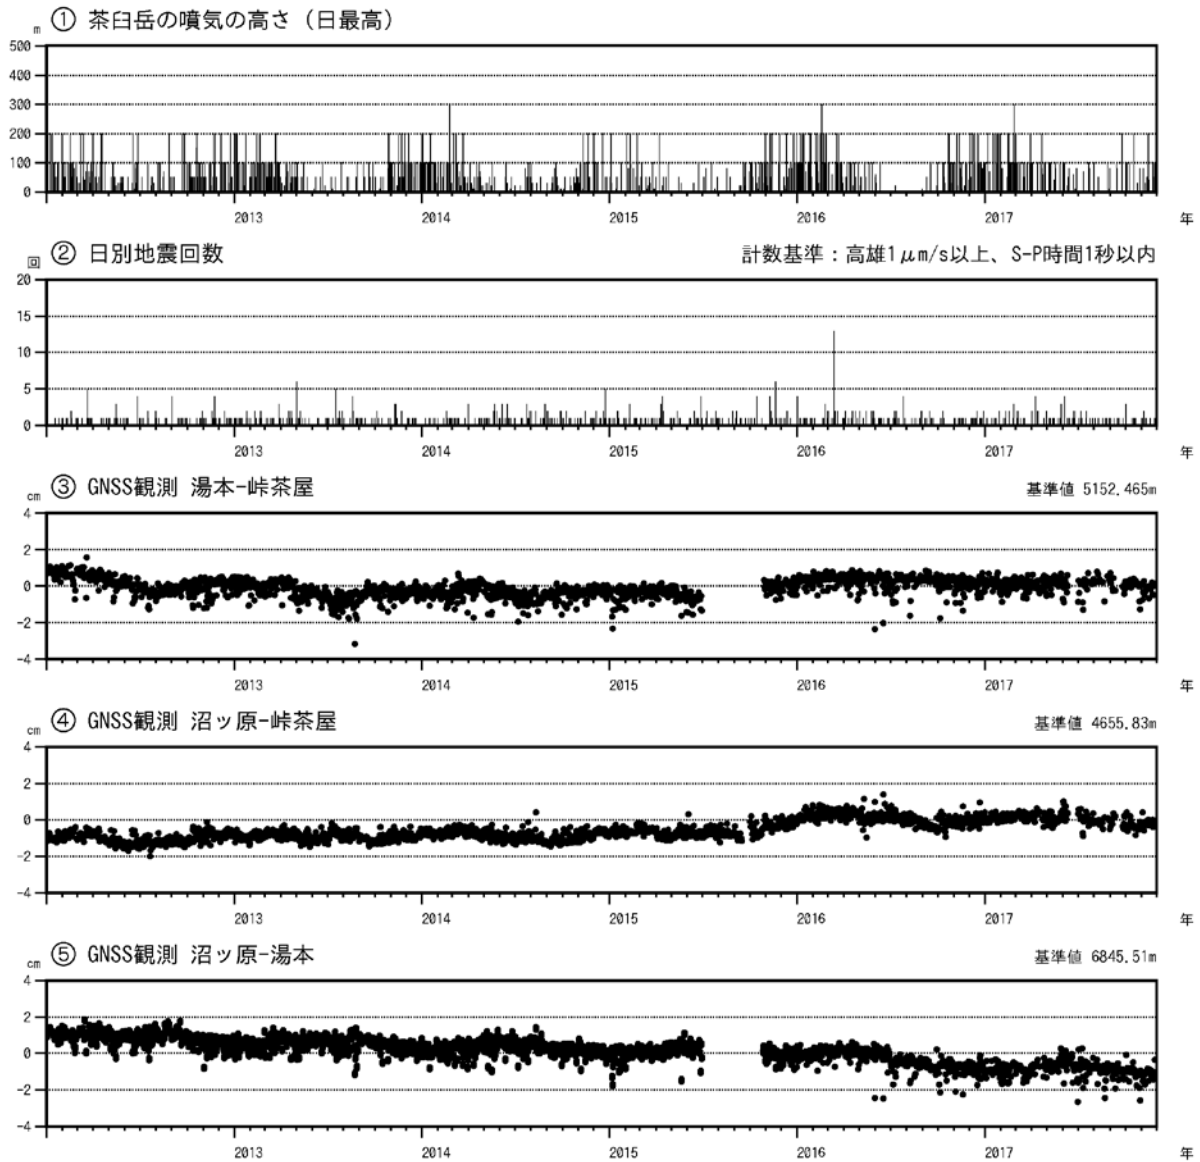 ① 茶臼岳の噴気の高さ（日最高）
m
500
400
300
200
100
0
2013 2014 2015 2016 2017 年
② 日別地震回数 計数基準：高雄1μm/s以上、S-P時間1秒以内
回
20
15
10
5
0
2013 2014 2015 2016 2017 年
③ GNSS観測 湯本-峠茶屋 基準値 5152.465m
cm
4
2
0
-2
-4
2013 2014 2015 2016 2017 年
④ GNSS観測 沼ッ原-峠茶屋 基準値 4655.83m
cm
4
2
0
-2
-4
2013 2014 2015 2016 2017 年
⑤ GNSS観測 沼ッ原-湯本 基準値 6845.51m
cm
4
2
0
-2
-4
2013 2014 2015 2016 2017 年